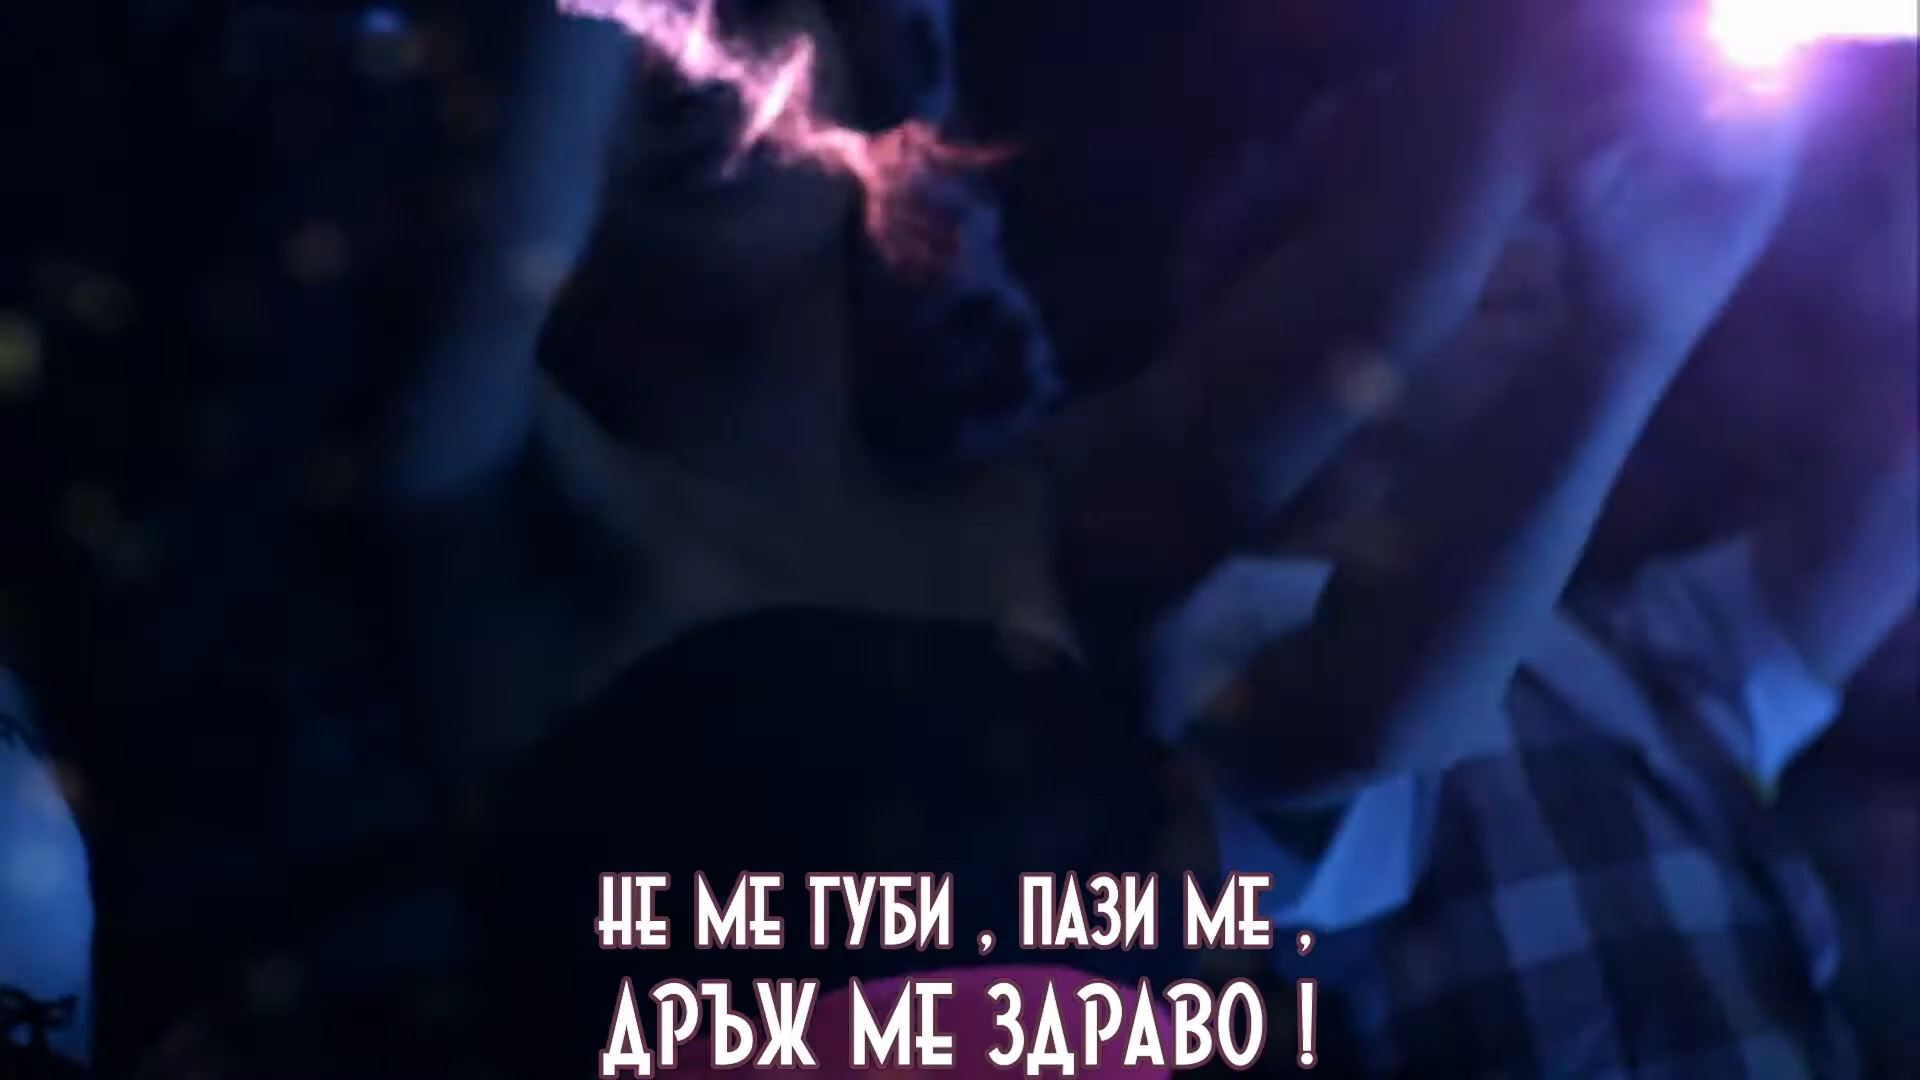 НЕ МЕ ГУБИ , ПАЗИ МЕ ,
ДРЪЖ МЕ ЗДРАВО !